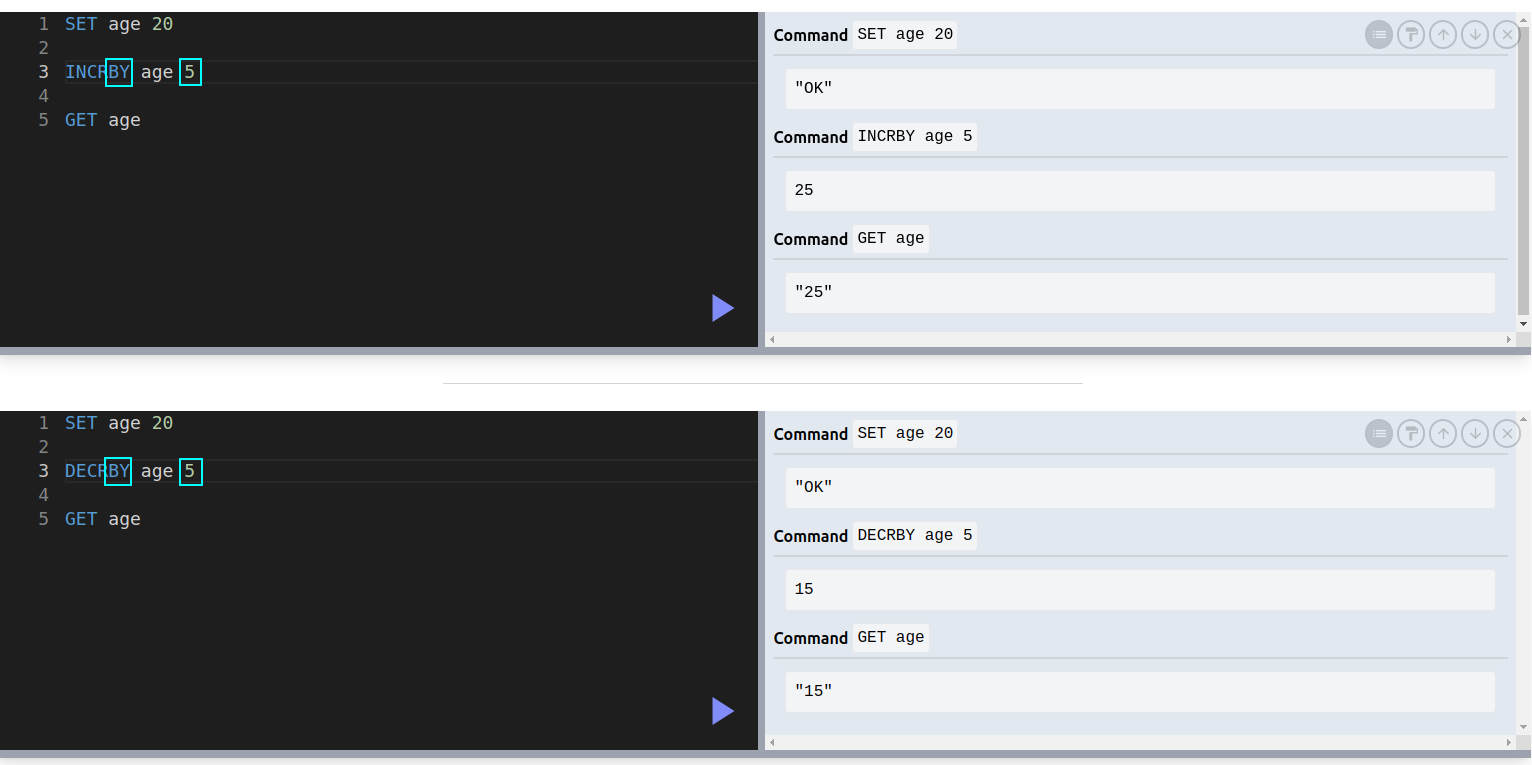 1 SET age 20
2
3 INCRBY age 5
4
5 GET age
Command SET age 20
"OK"
Command INCRBY age 5
25
Command GET age
"25"
1 SET age 20
2
3 DECRBY age 5
4
5 GET age
Command SET age 20
"OK"
Command DECRBY age 5
15
Command GET age
"15"